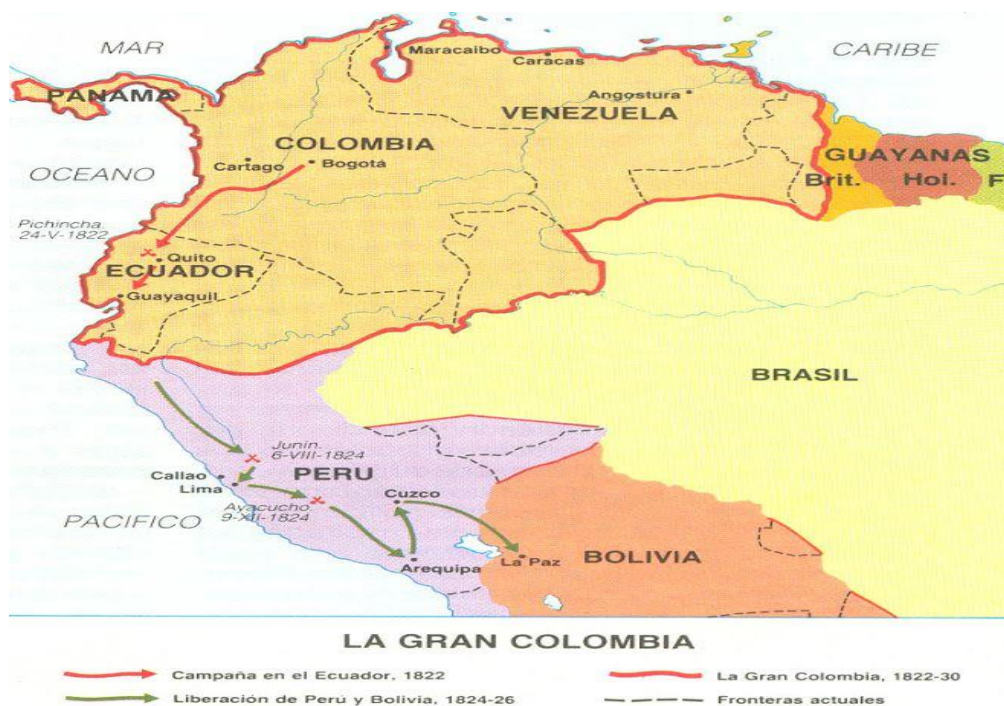 MAR
CARIBE
Maracaibo
Caracas
PANAMA
Angostura
VENEZUELA
COLOMBIA
Cartago
Bogotá
GUAYANAS
Brit.
Hol.
F
OCEANO
Pichincha.
24-V-1822
Quito
ECUADOR
Guayaquil
BRASIL
Junín.
6-VIII-1824
PERU
Callao
Lima
Cuzco
Ayacucho.
9-XII-1824
PACIFICO
Arequipa
La Paz
BOLIVIA
LA GRAN COLOMBIA
Campaña en el Ecuador, 1822
La Gran Colombia, 1822-30
Liberación de Perú y Bolivia, 1824-26
Fronteras actuales